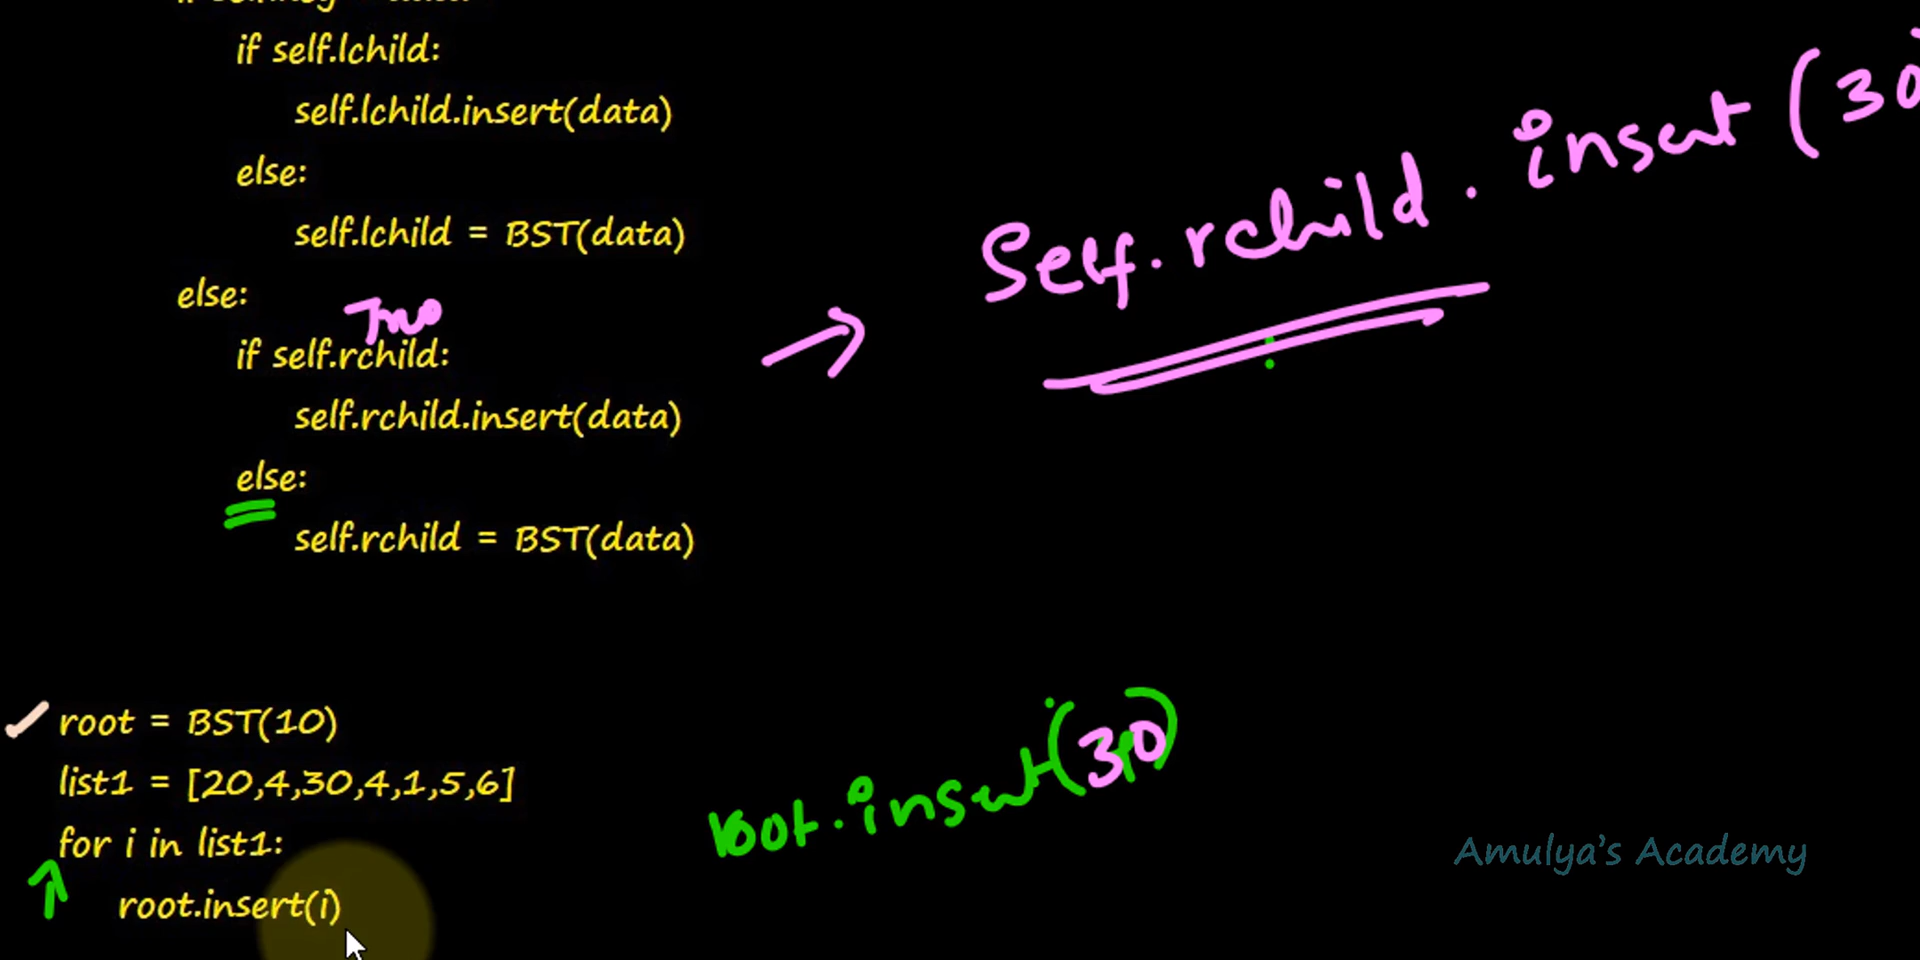 if self.lchild:
self.lchild.insert(data)
else:
self.lchild = BST(data)
else:
if self.rchild:
self.rchild.insert(data)
else:
self.rchild = BST(data)
Self.rchild.insert(30
root = BST(10)
list1 = [20,4,30,4,1,5,6]
for i in list1:
root.insert(i)
root.insert(30)
Amulya's Academy